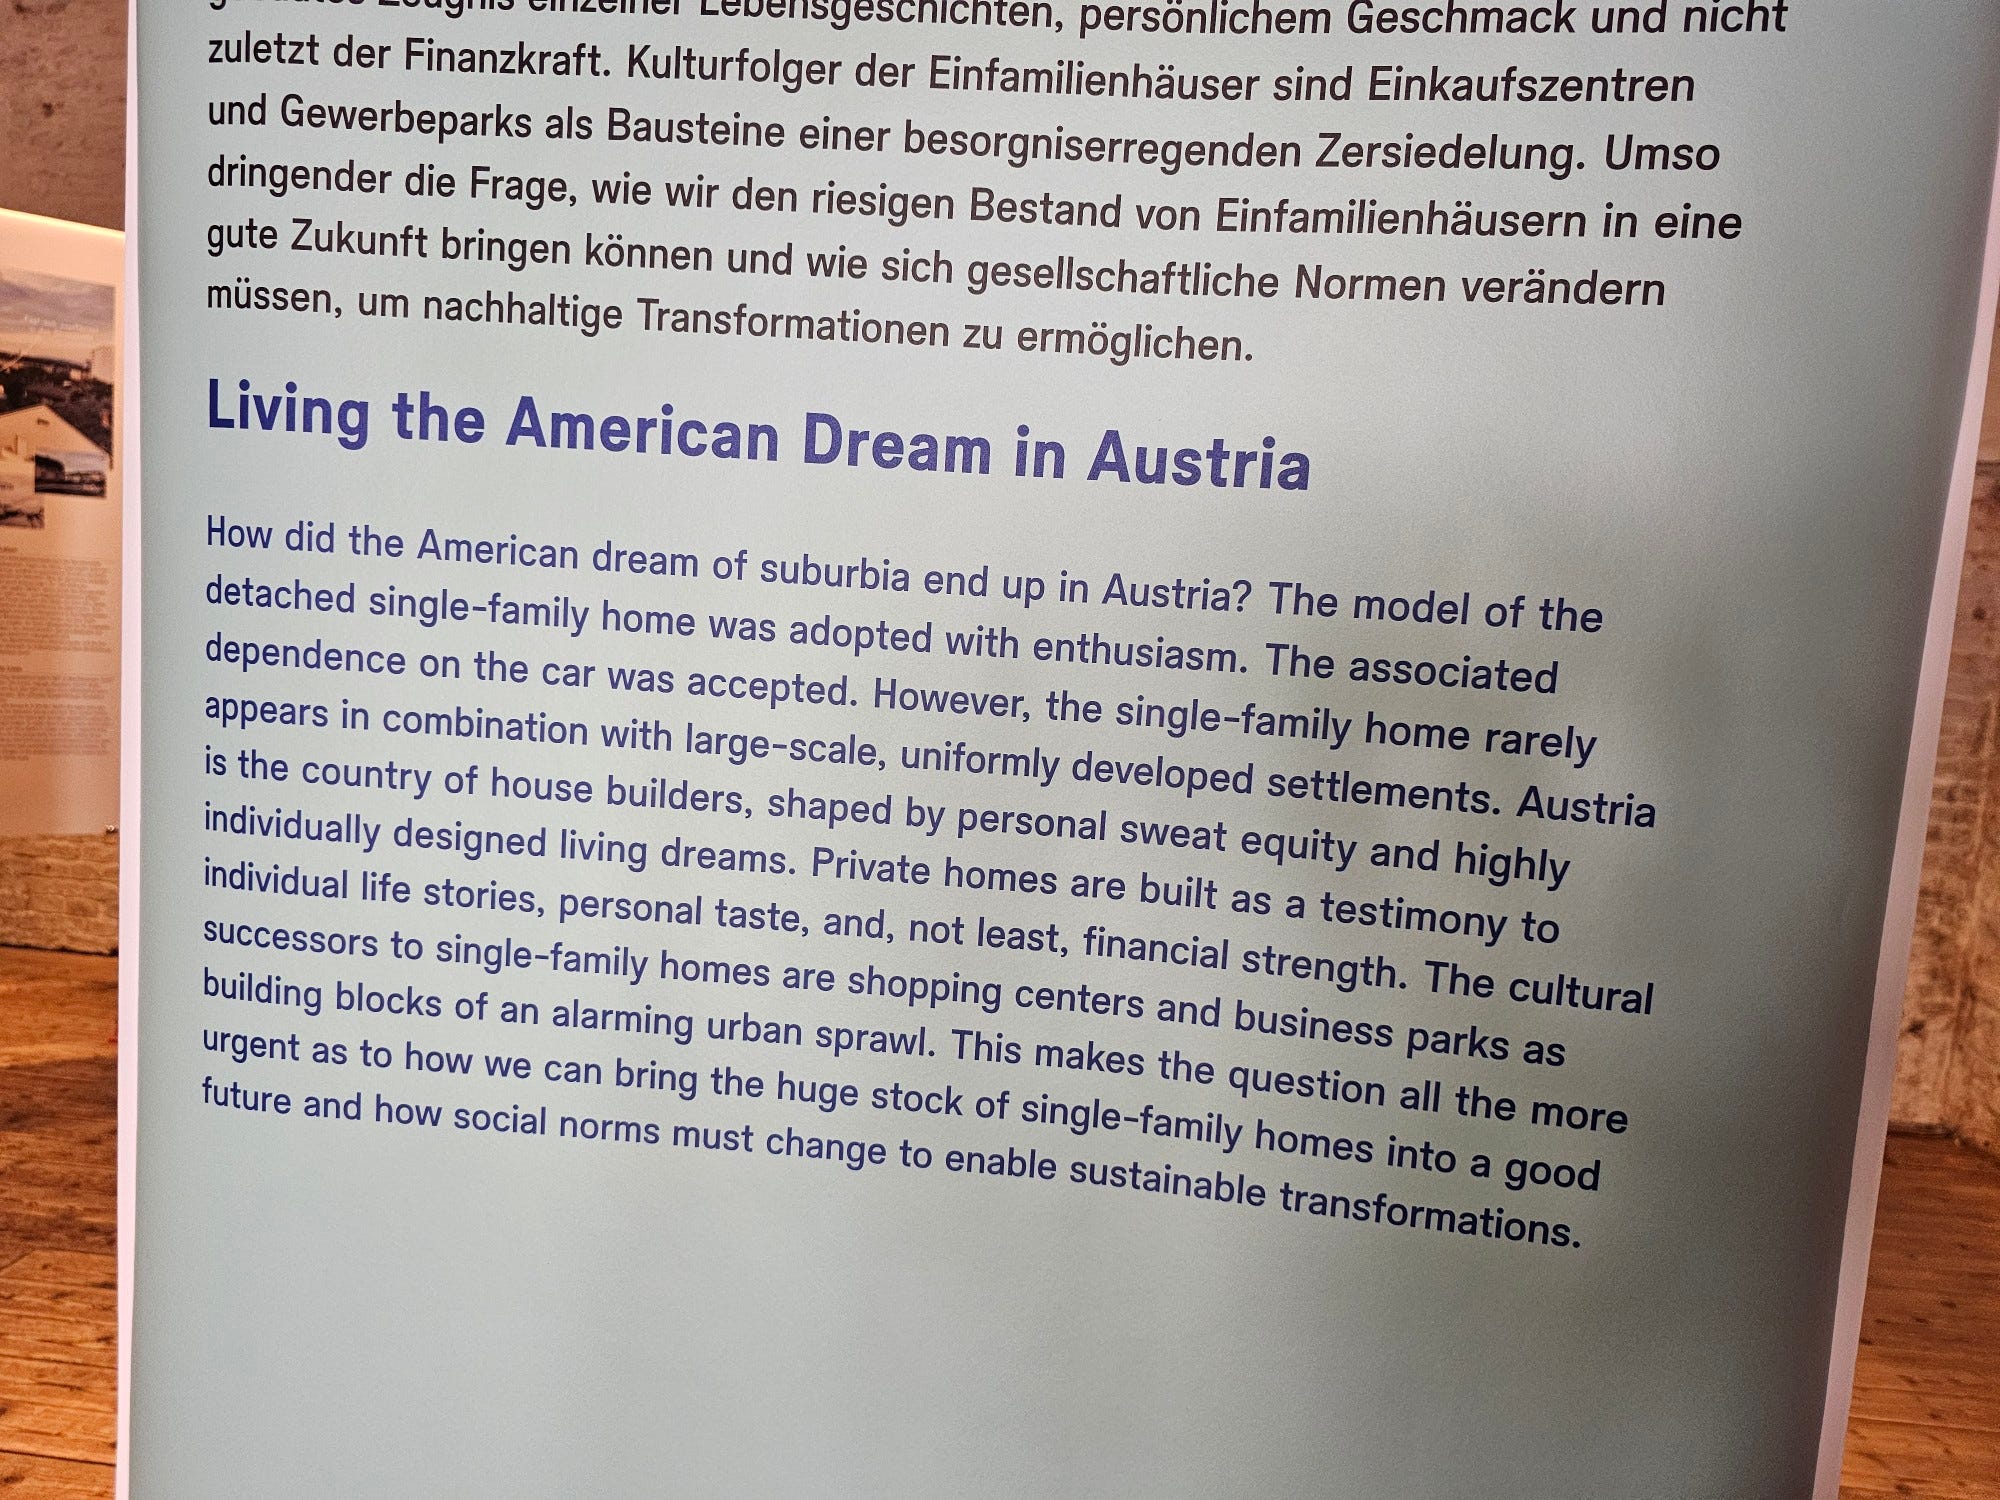 gebautes Zeugnis einzelner Lebensgeschichten, persönlichem Geschmack und nicht
zuletzt der Finanzkraft. Kulturfolger der Einfamilienhäuser sind Einkaufszentren
und Gewerbeparks als Bausteine einer besorgniserregenden Zersiedelung. Umso
dringender die Frage, wie wir den riesigen Bestand von Einfamilienhäusern in eine
gute Zukunft bringen können und wie sich gesellschaftliche Normen verändern
müssen, um nachhaltige Transformationen zu ermöglichen.
Living the American Dream in Austria
How did the American dream of suburbia end up in Austria? The model of the
detached single-family home was adopted with enthusiasm. The associated
dependence on the car was accepted. However, the single-family home rarely
appears in combination with large-scale, uniformly developed settlements. Austria
is the country of house builders, shaped by personal sweat equity and highly
individually designed living dreams. Private homes are built as a testimony to
individual life stories, personal taste, and, not least, financial strength. The cultural
successors to single-family homes are shopping centers and business parks as
building blocks of an alarming urban sprawl. This makes the question all the more
urgent as to how we can bring the huge stock of single-family homes into a good
future and how social norms must change to enable sustainable transformations.